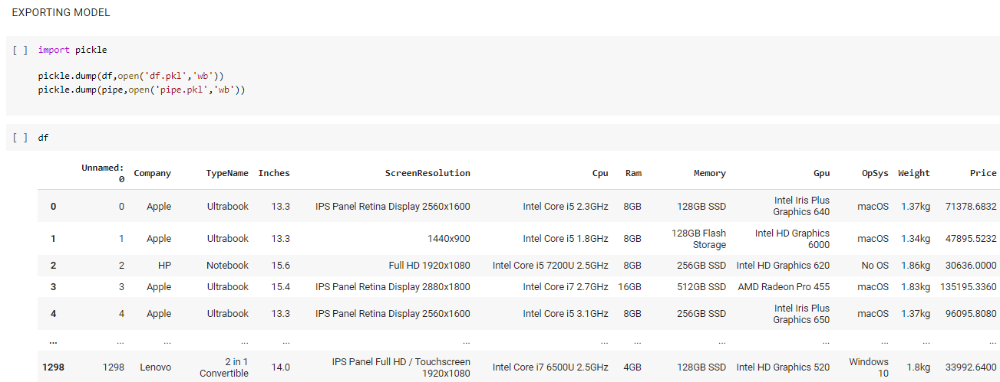 EXPORTING MODEL
[ ] import pickle
pickle.dump(df,open('df.pkl','wb'))
pickle.dump(pipe,open('pipe.pkl','wb'))
[ ] df
Unnamed: 0 Company TypeName Inches ScreenResolution Cpu Ram Memory Gpu OpSys Weight Price
0 0 Apple Ultrabook 13.3 IPS Panel Retina Display 2560x1600 Intel Core i5 2.3GHz 8GB 128GB SSD Intel Iris Plus Graphics 640 macOS 1.37kg 71378.6832
1 1 Apple Ultrabook 13.3 1440x900 Intel Core i5 1.8GHz 8GB 128GB Flash Storage Intel HD Graphics 6000 macOS 1.34kg 47895.5232
2 2 HP Notebook 15.6 Full HD 1920x1080 Intel Core i5 7200U 2.5GHz 8GB 256GB SSD Intel HD Graphics 620 No OS 1.86kg 30636.0000
3 3 Apple Ultrabook 15.4 IPS Panel Retina Display 2880x1800 Intel Core i7 2.7GHz 16GB 512GB SSD AMD Radeon Pro 455 macOS 1.83kg 135195.3360
4 4 Apple Ultrabook 13.3 IPS Panel Retina Display 2560x1600 Intel Core i5 3.1GHz 8GB 256GB SSD Intel Iris Plus Graphics 650 macOS 1.37kg 96095.8080
... ... ... ... ... ... ... ... ... ... ... ... ...
1298 1298 Lenovo 2 in 1 Convertible 14.0 IPS Panel Full HD / Touchscreen 1920x1080 Intel Core i7 6500U 2.5GHz 4GB 128GB SSD Intel HD Graphics 520 Windows 10 1.8kg 33992.6400